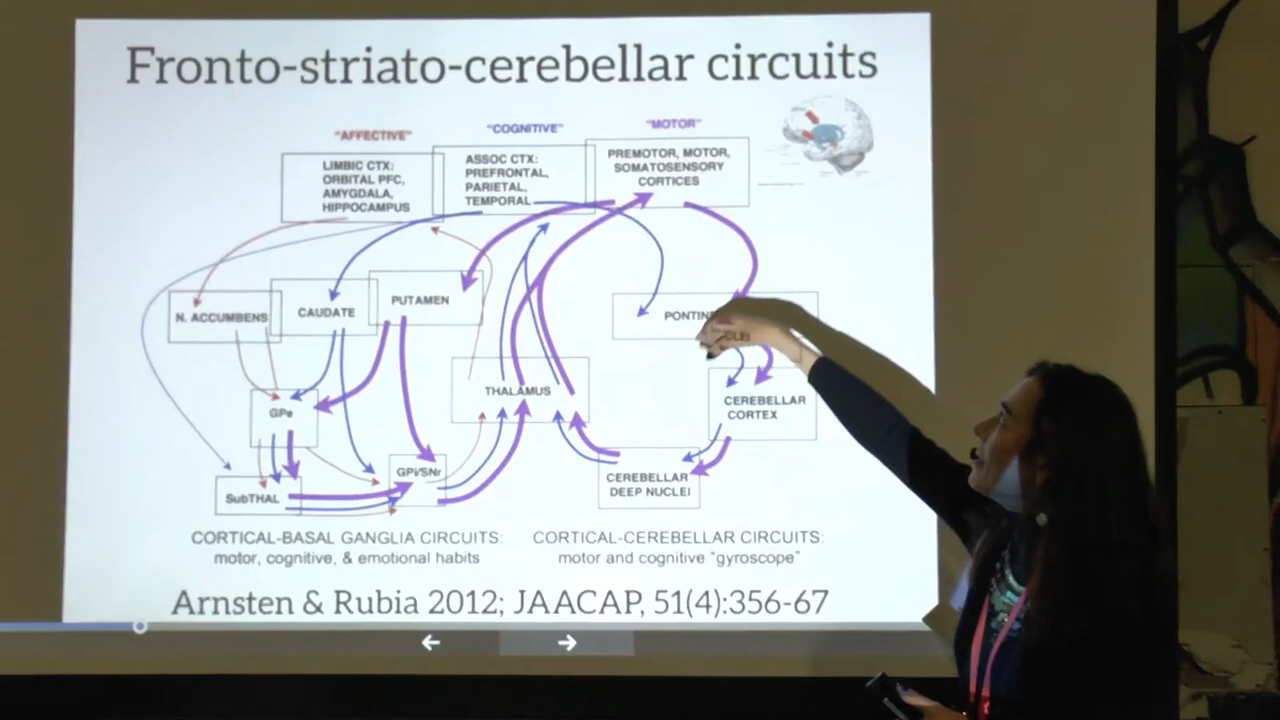 Fronto-striato-cerebellar circuits
"AFFECTIVE"
"COGNITIVE"
"MOTOR"
LIMBIC CTX:
ORBITAL PFC,
AMYGDALA,
HIPPOCAMPUS
ASSOC CTX:
PREFRONTAL,
PARIETAL,
TEMPORAL
PREMOTOR, MOTOR,
SOMATOSENSORY
CORTICES
N. ACCUMBENS
CAUDATE
PUTAMEN
PONTIN
CLEI
THALAMUS
GPe
CEREBELLAR
CORTEX
GPi/SNr
SubTHAL
CEREBELLAR
DEEP NUCLEI
CORTICAL-BASAL GANGLIA CIRCUITS:
motor, cognitive, & emotional habits
CORTICAL-CEREBELLAR CIRCUITS:
motor and cognitive "gyroscope"
Arnsten & Rubia 2012; JAACAP, 51(4):356-67